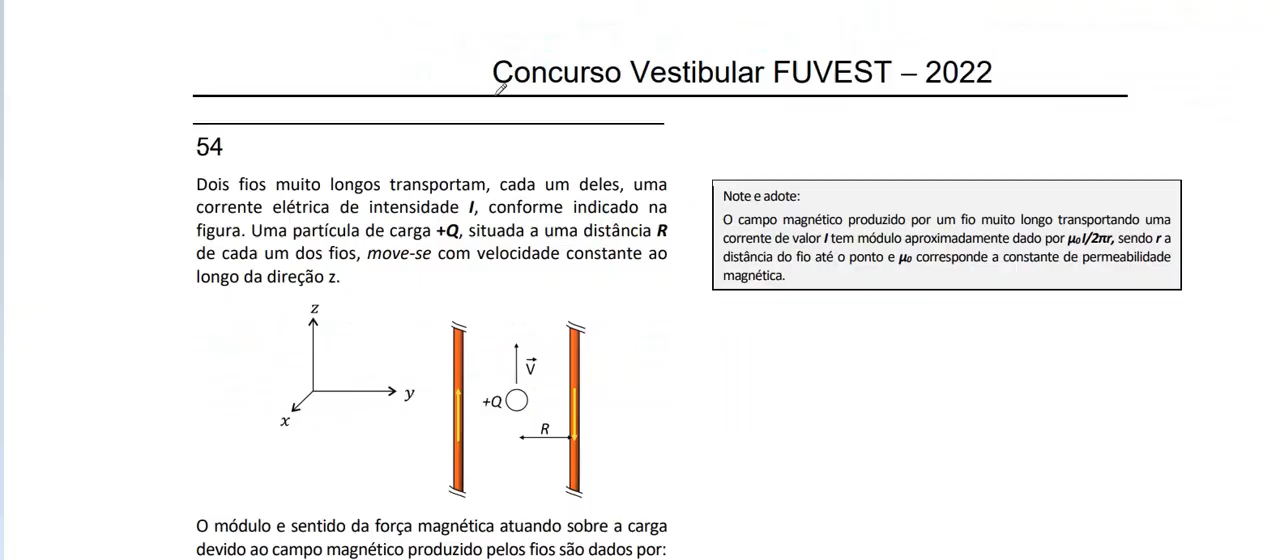 Concurso Vestibular FUVEST – 2022
54
Dois fios muito longos transportam, cada um deles, uma
corrente elétrica de intensidade I, conforme indicado na
figura. Uma partícula de carga +Q, situada a uma distância R
de cada um dos fios, move-se com velocidade constante ao
longo da direção z.
z
y
x
+Q
V
R
O módulo e sentido da força magnética atuando sobre a carga
devido ao campo magnético produzido pelos fios são dados por:
Note e adote:
O campo magnético produzido por um fio muito longo transportando uma
corrente de valor I tem módulo aproximadamente dado por μ₀I/2πr, sendo r a
distância do fio até o ponto e μ₀ corresponde a constante de permeabilidade
magnética.